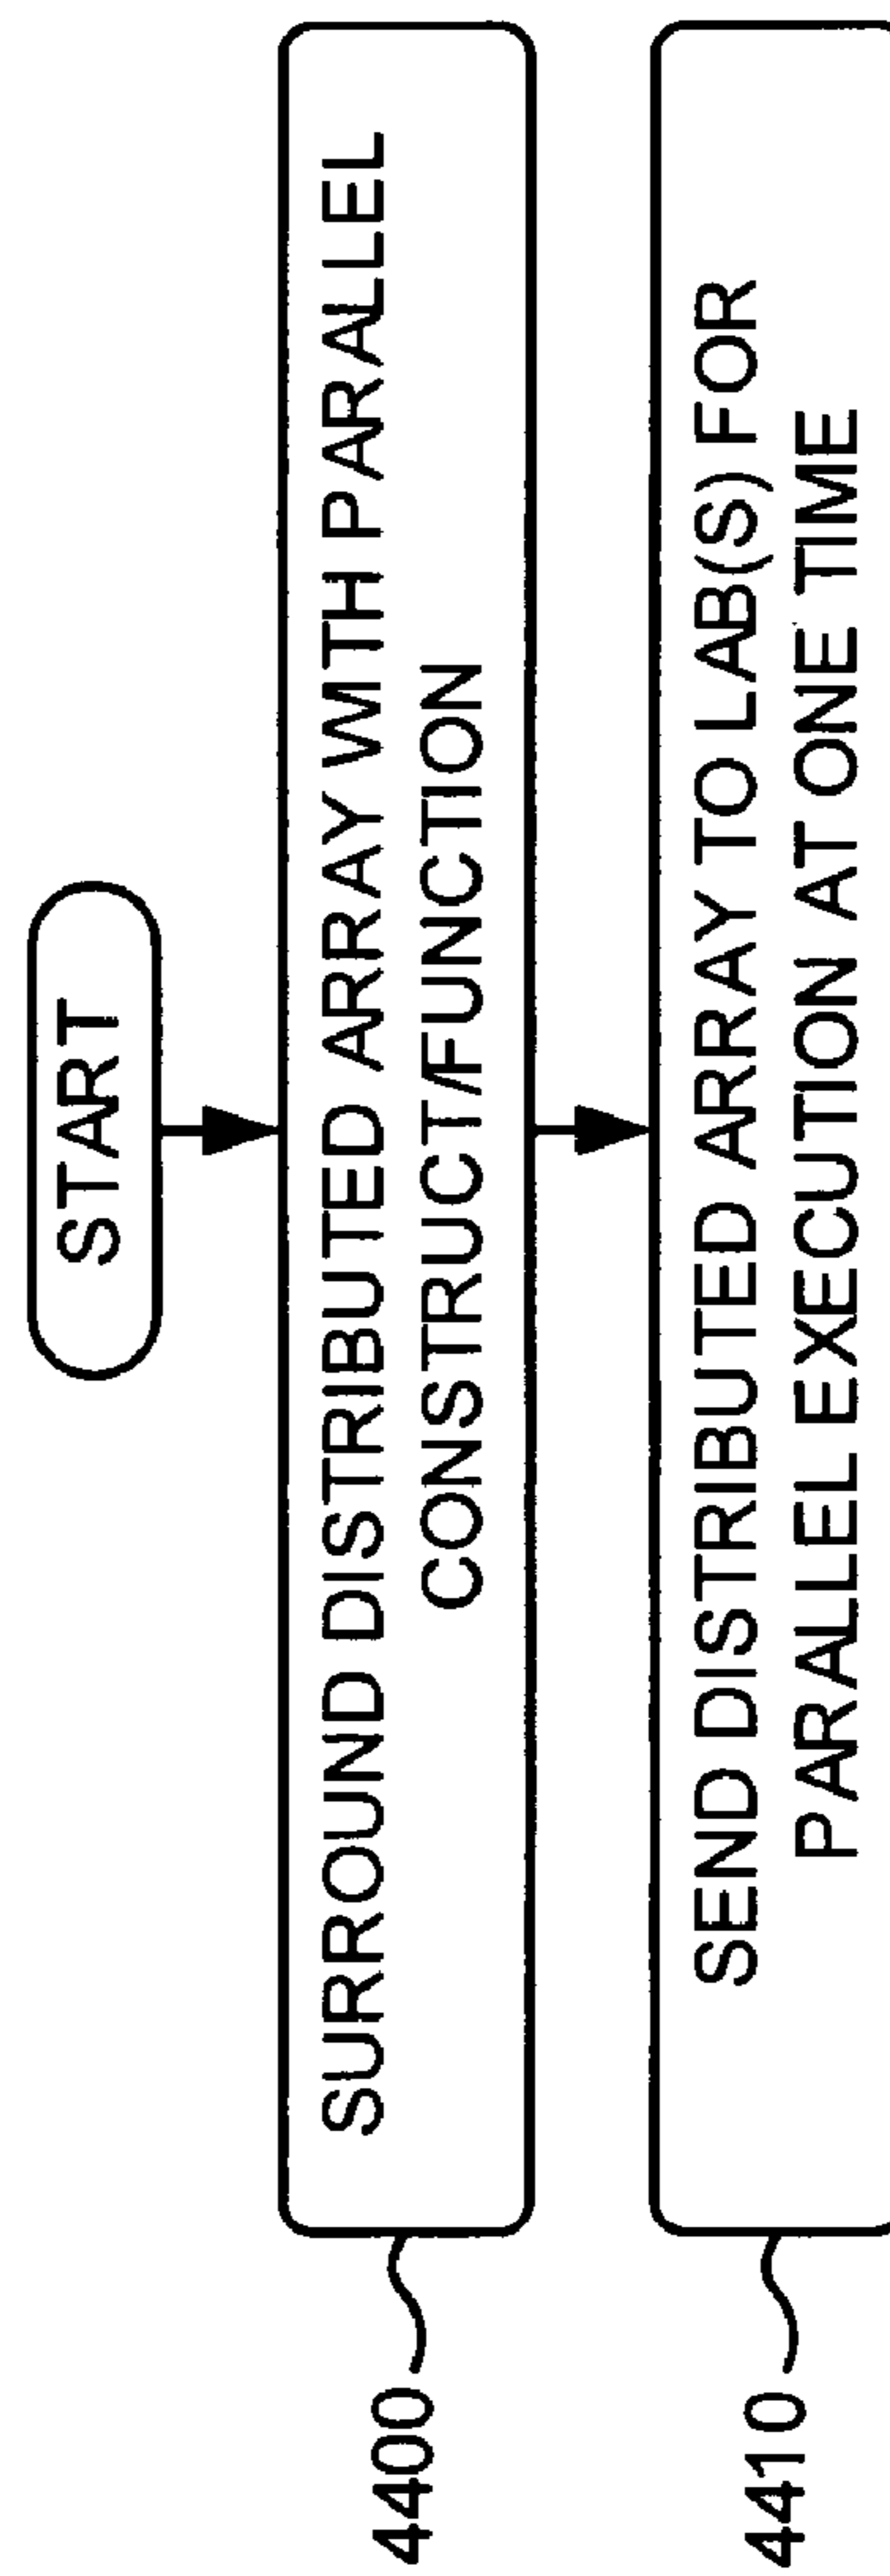 START
4400
SURROUND DISTRIBUTED ARRAY WITH PARALLEL
CONSTRUCT/FUNCTION
4410
SEND DISTRIBUTED ARRAY TO LAB(S) FOR
PARALLEL EXECUTION AT ONE TIME